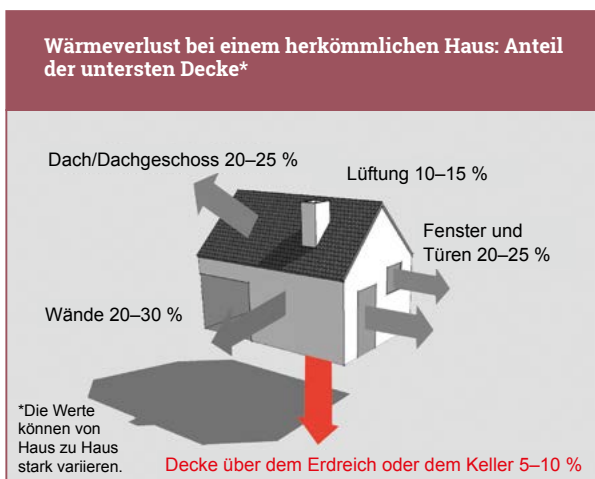 Wärmeverlust bei einem herkömmlichen Haus: Anteil
der untersten Decke*
Dach/Dachgeschoss 20–25 %
Lüftung 10–15 %
Fenster und
Türen 20–25 %
Wände 20–30 %
*Die Werte
können von
Haus zu Haus
stark variieren.
Decke über dem Erdreich oder dem Keller 5–10 %